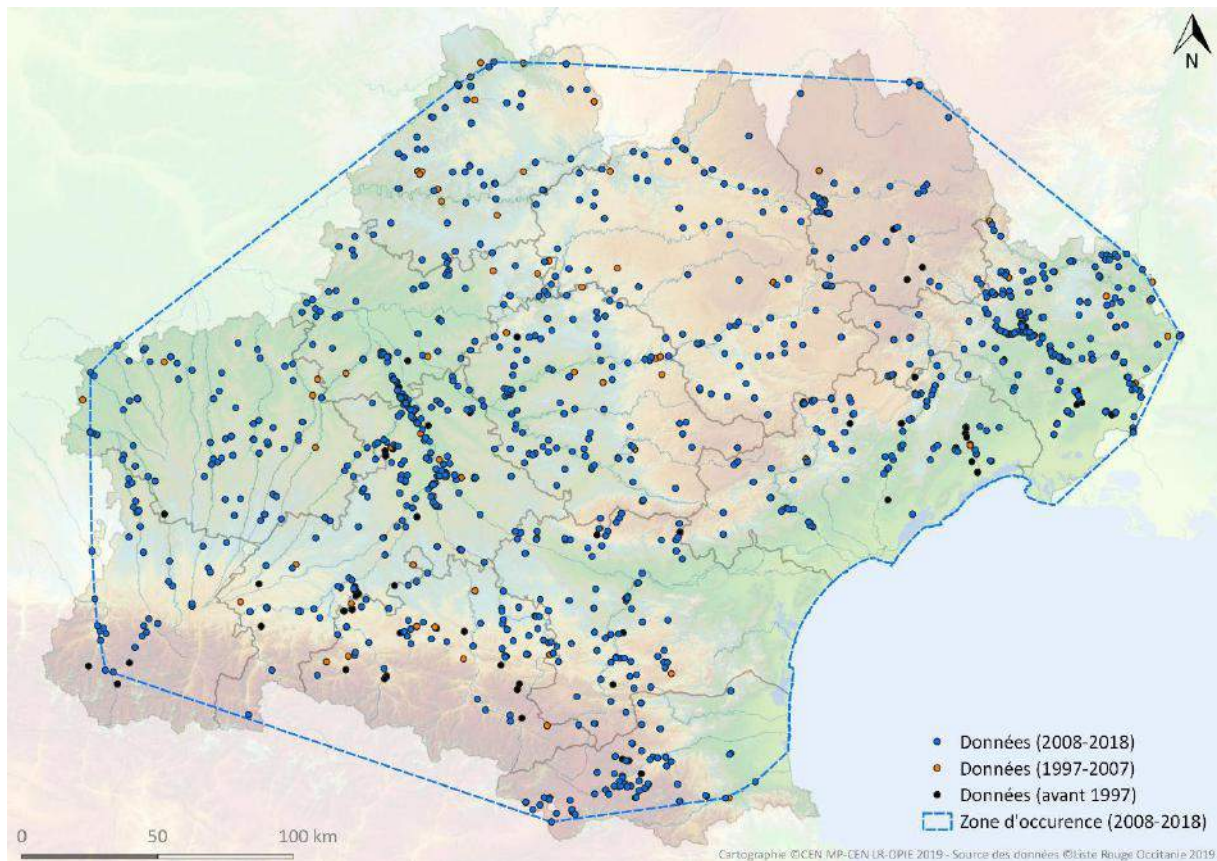 N
Données (2008-2018)
Données (1997-2007)
Données (avant 1997)
Zone d'occurence (2008-2018)
0 50 100 km
Cartographie ©CEN MP-CEN LR-OPIE 2019 - Source des données ©Liste Rouge Occitanie 2019